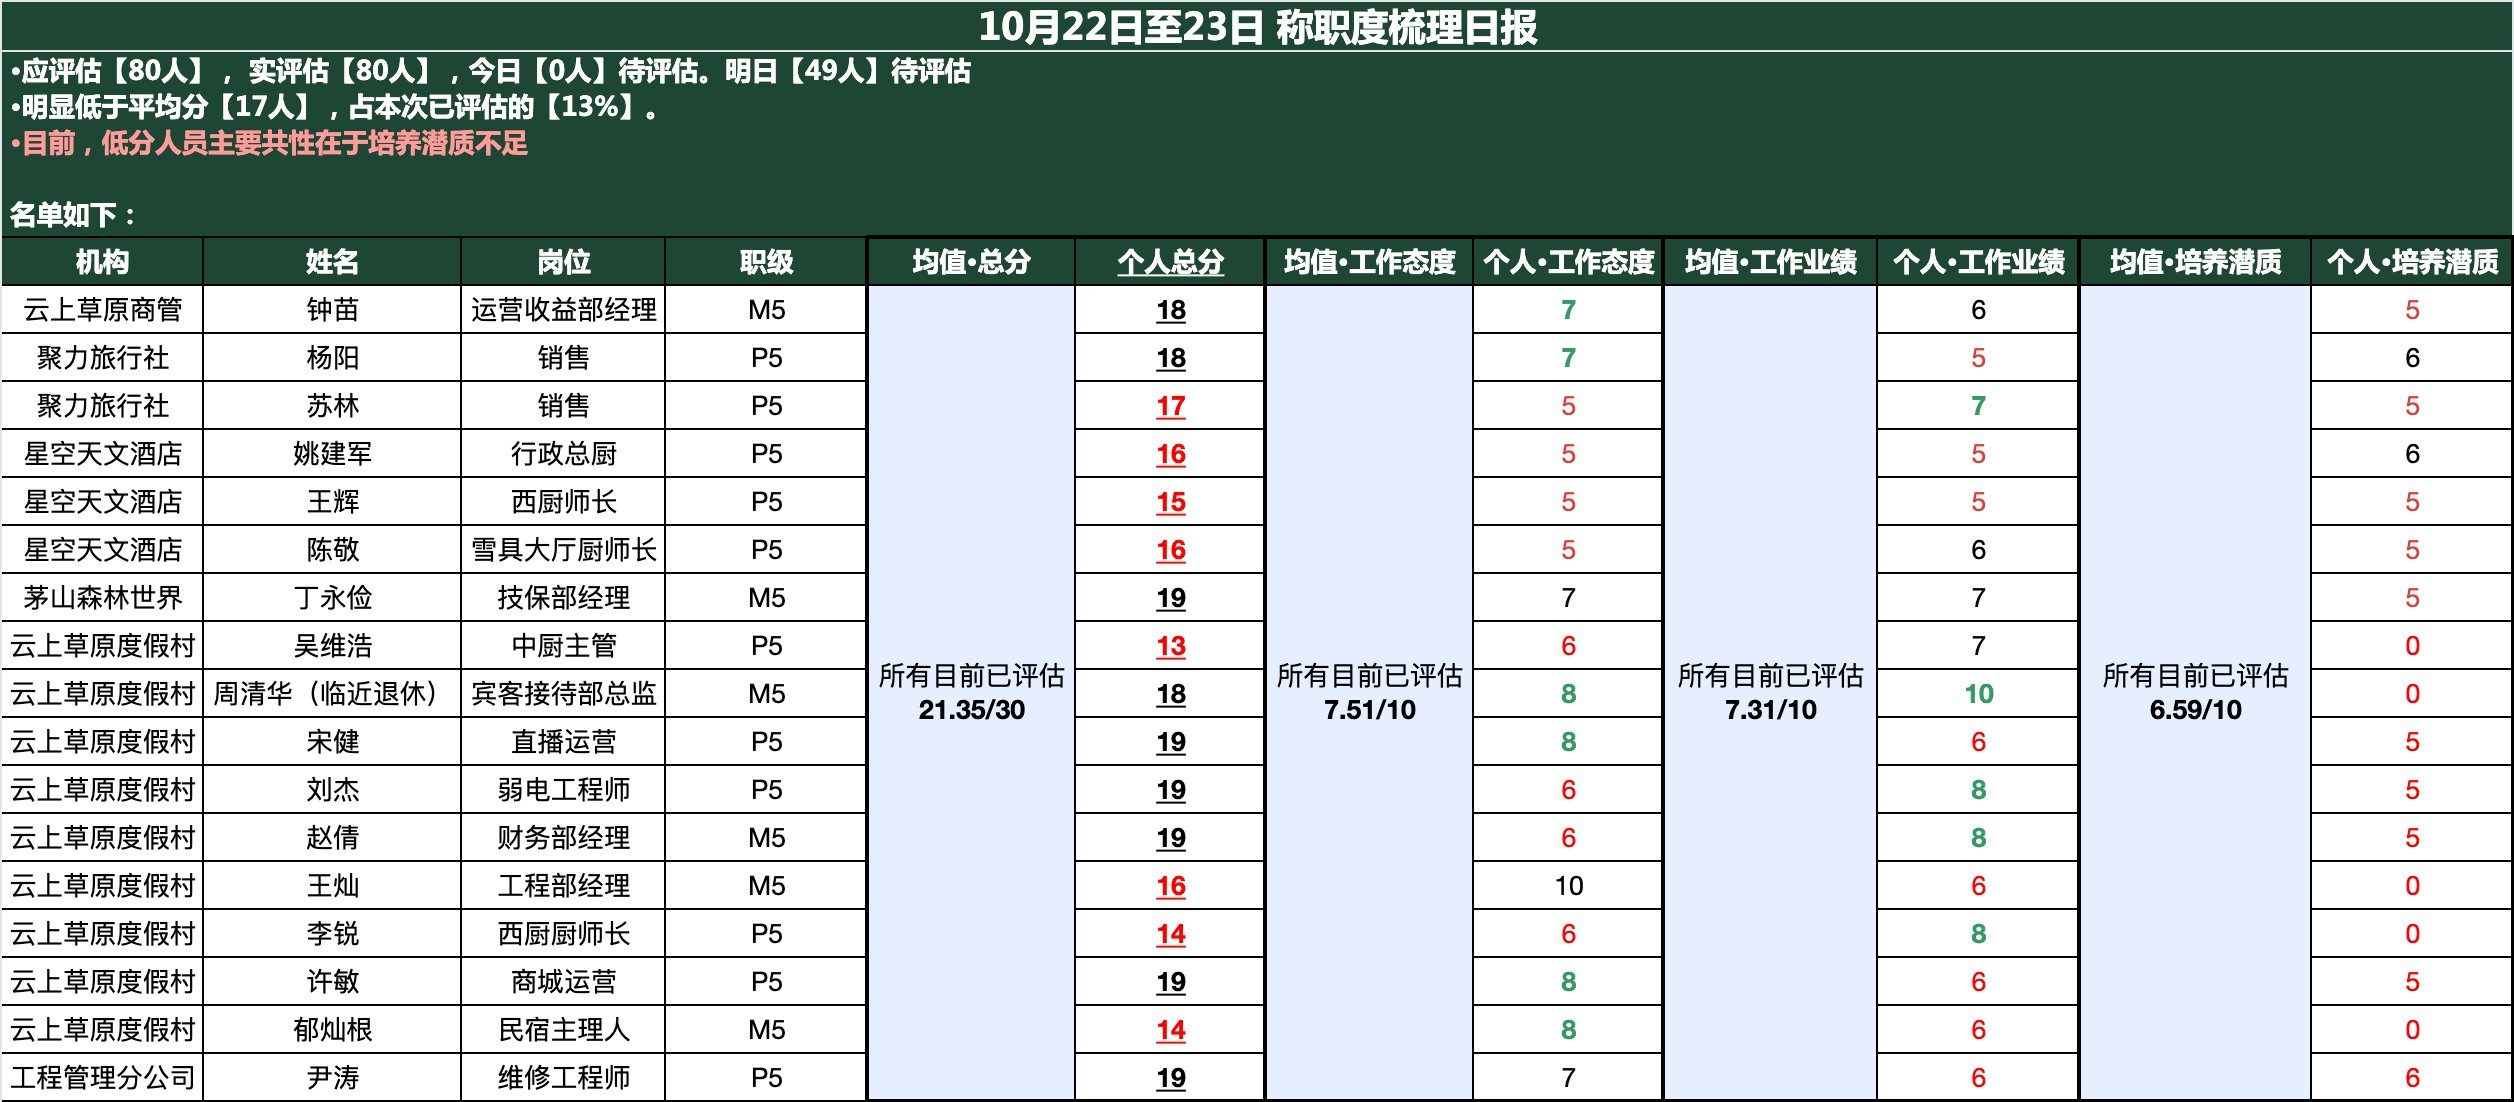 10月22日至23日 称职度梳理日报
•应评估【80人】，实评估【80人】，今日【0人】待评估。明日【49人】待评估
•明显低于平均分【17人】，占本次已评估的【13%】。
•目前，低分人员主要共性在于培养潜质不足
名单如下：
机构 姓名 岗位 职级 均值·总分 个人总分 均值·工作态度 个人·工作态度 均值·工作业绩 个人·工作业绩 均值·培养潜质 个人·培养潜质
云上草原商管 钟苗 运营收益部经理 M5 18 7 6 5
聚力旅行社 杨阳 销售 P5 18 7 5 6
聚力旅行社 苏林 销售 P5 17 5 7 5
星空天文酒店 姚建军 行政总厨 P5 16 5 5 6
星空天文酒店 王辉 西厨师长 P5 15 5 5 5
星空天文酒店 陈敬 雪具大厅厨师长 P5 16 5 6 5
茅山森林世界 丁永俭 技保部经理 M5 19 7 7 5
云上草原度假村 吴维浩 中厨主管 P5 13 6 7 0
所有目前已评估 所有目前已评估 所有目前已评估 所有目前已评估
云上草原度假村 周清华（临近退休） 宾客接待部总监 M5 18 8 10 0
21.35/30 7.51/10 7.31/10 6.59/10
云上草原度假村 宋健 直播运营 P5 19 8 6 5
云上草原度假村 刘杰 弱电工程师 P5 19 6 8 5
云上草原度假村 赵倩 财务部经理 M5 19 6 8 5
云上草原度假村 王灿 工程部经理 M5 16 10 6 0
云上草原度假村 李锐 西厨厨师长 P5 14 6 8 0
云上草原度假村 许敏 商城运营 P5 19 8 6 5
云上草原度假村 郁灿根 民宿主理人 M5 14 8 6 0
工程管理分公司 尹涛 维修工程师 P5 19 7 6 6